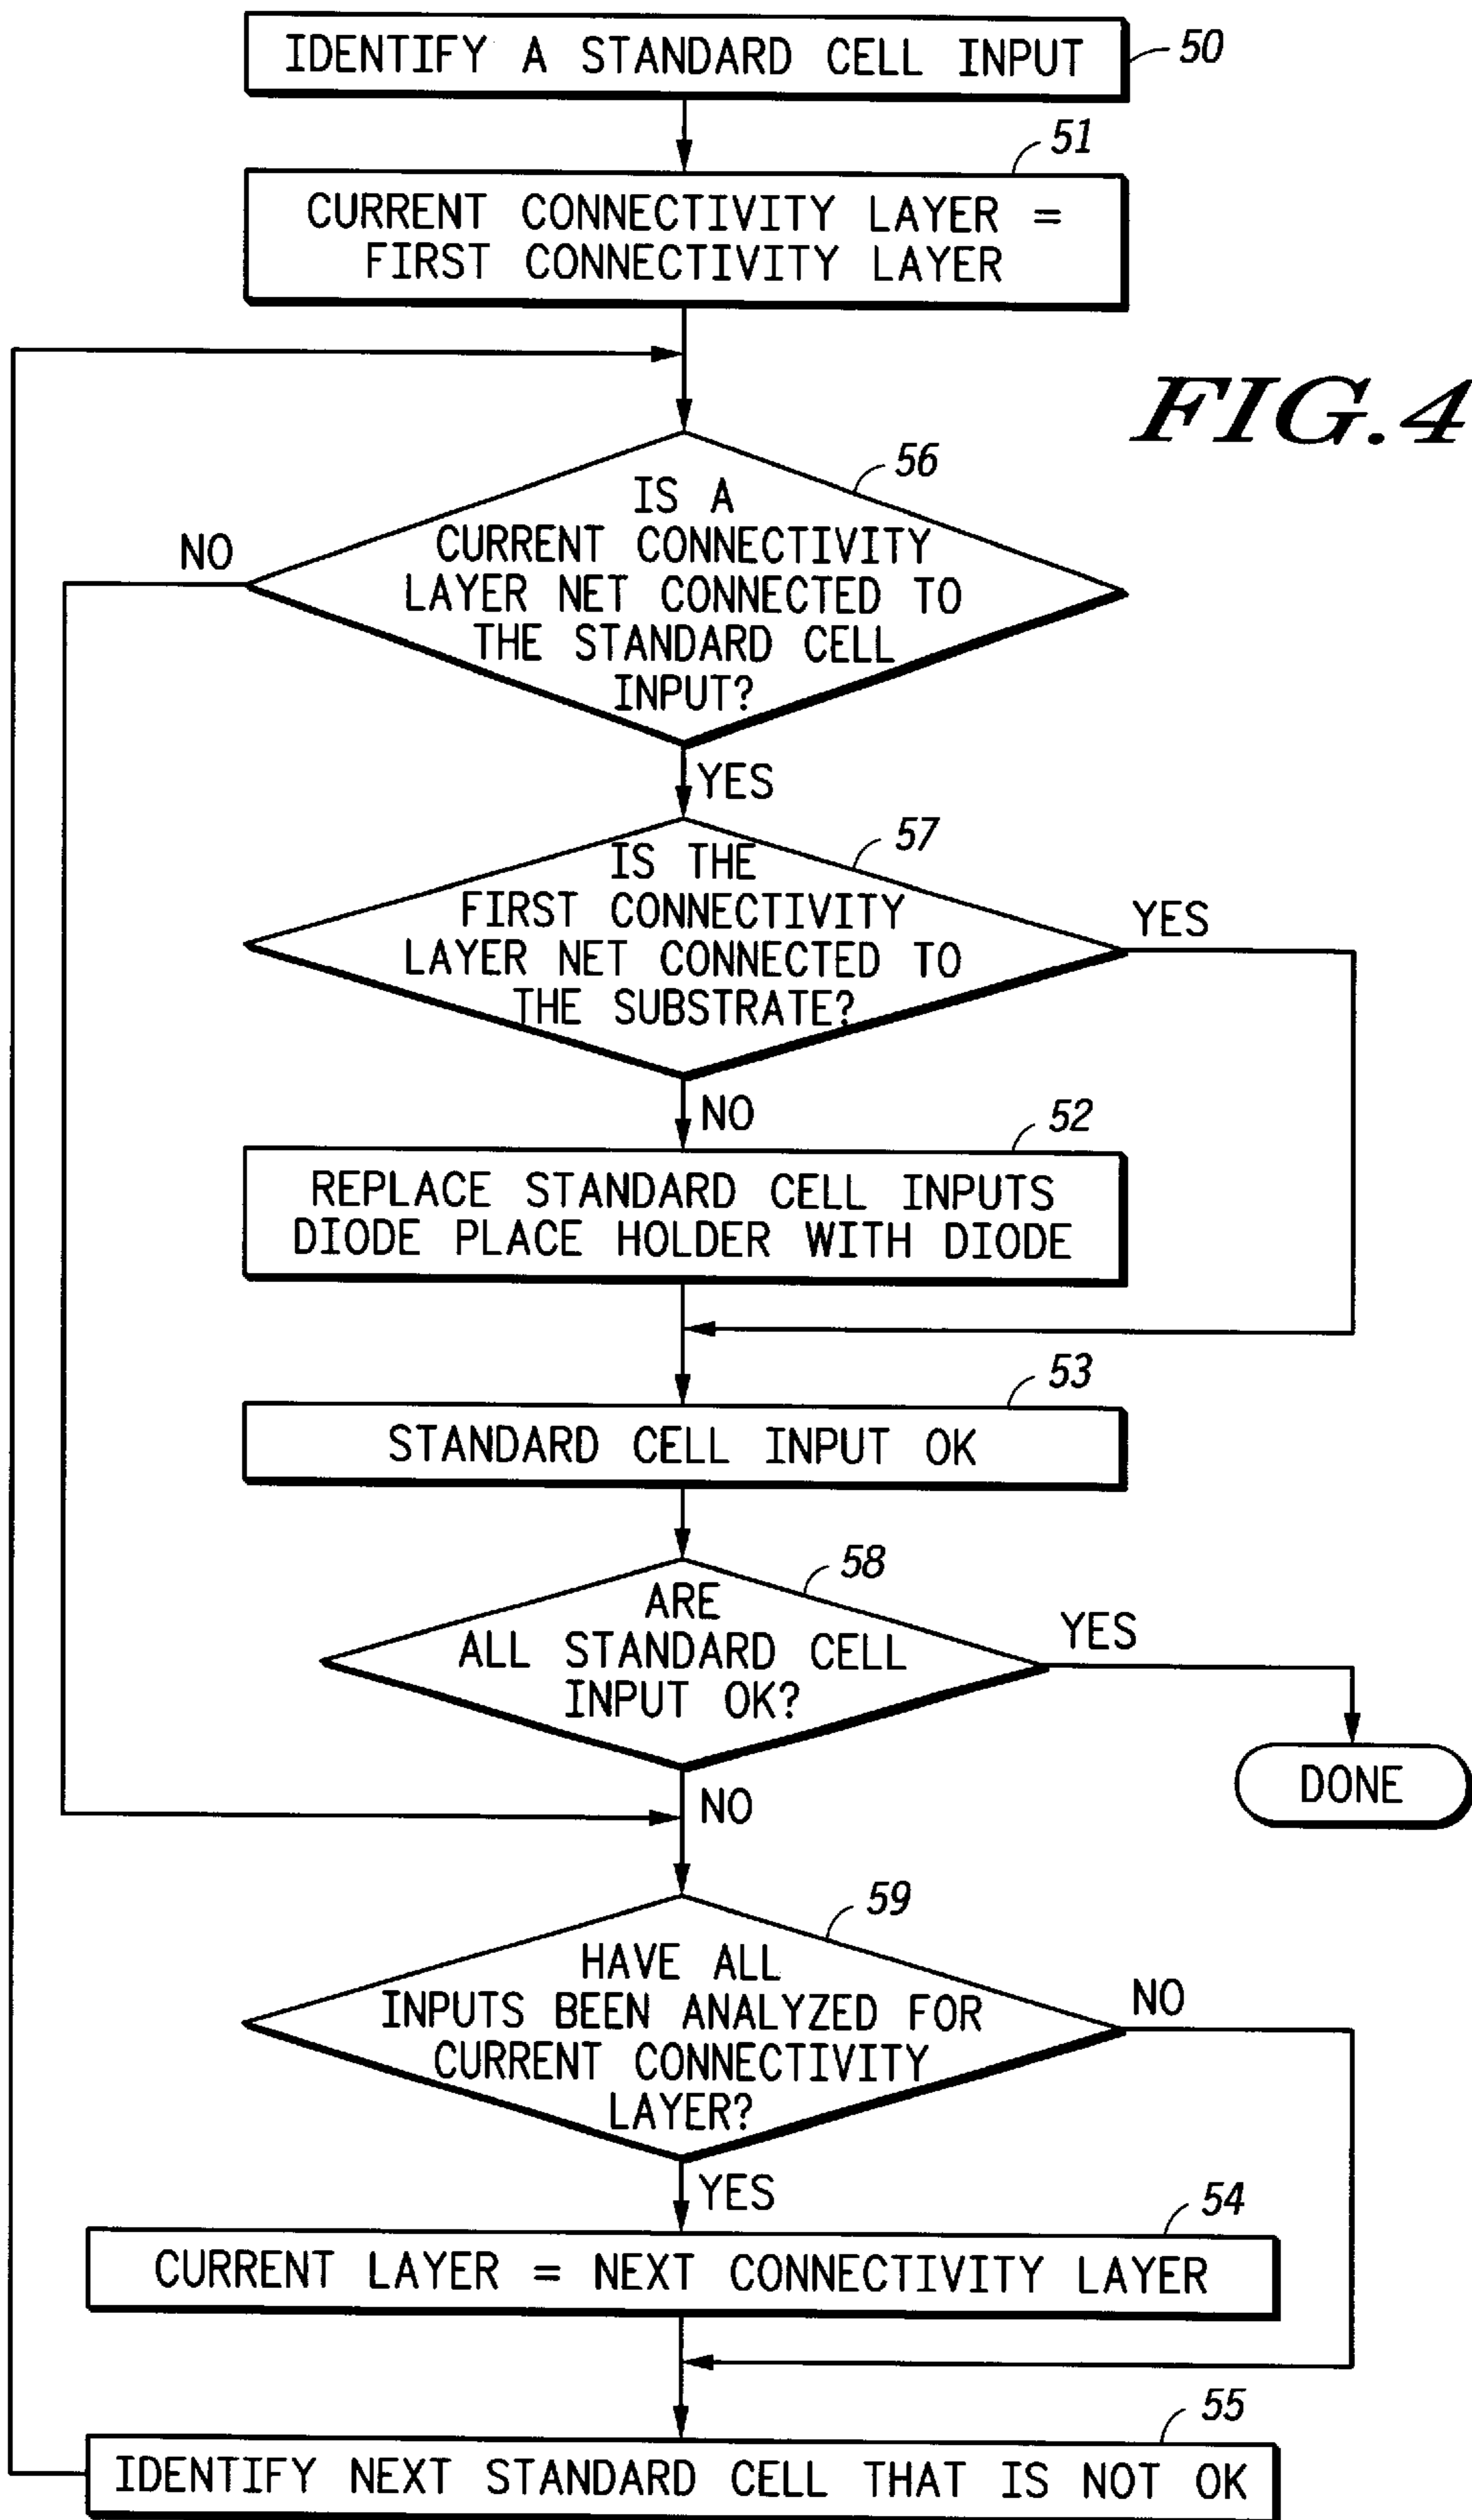 IDENTIFY A STANDARD CELL INPUT
50
51
CURRENT CONNECTIVITY LAYER =
FIRST CONNECTIVITY LAYER
FIG.4
56
IS A
CURRENT CONNECTIVITY
LAYER NET CONNECTED TO
THE STANDARD CELL
INPUT?
NO
YES
57
IS THE
FIRST CONNECTIVITY
LAYER NET CONNECTED TO
THE SUBSTRATE?
YES
NO
52
REPLACE STANDARD CELL INPUTS
DIODE PLACE HOLDER WITH DIODE
53
STANDARD CELL INPUT OK
58
ARE
ALL STANDARD CELL
INPUT OK?
YES
DONE
NO
59
HAVE ALL
INPUTS BEEN ANALYZED FOR
CURRENT CONNECTIVITY
LAYER?
NO
YES
54
CURRENT LAYER = NEXT CONNECTIVITY LAYER
55
IDENTIFY NEXT STANDARD CELL THAT IS NOT OK